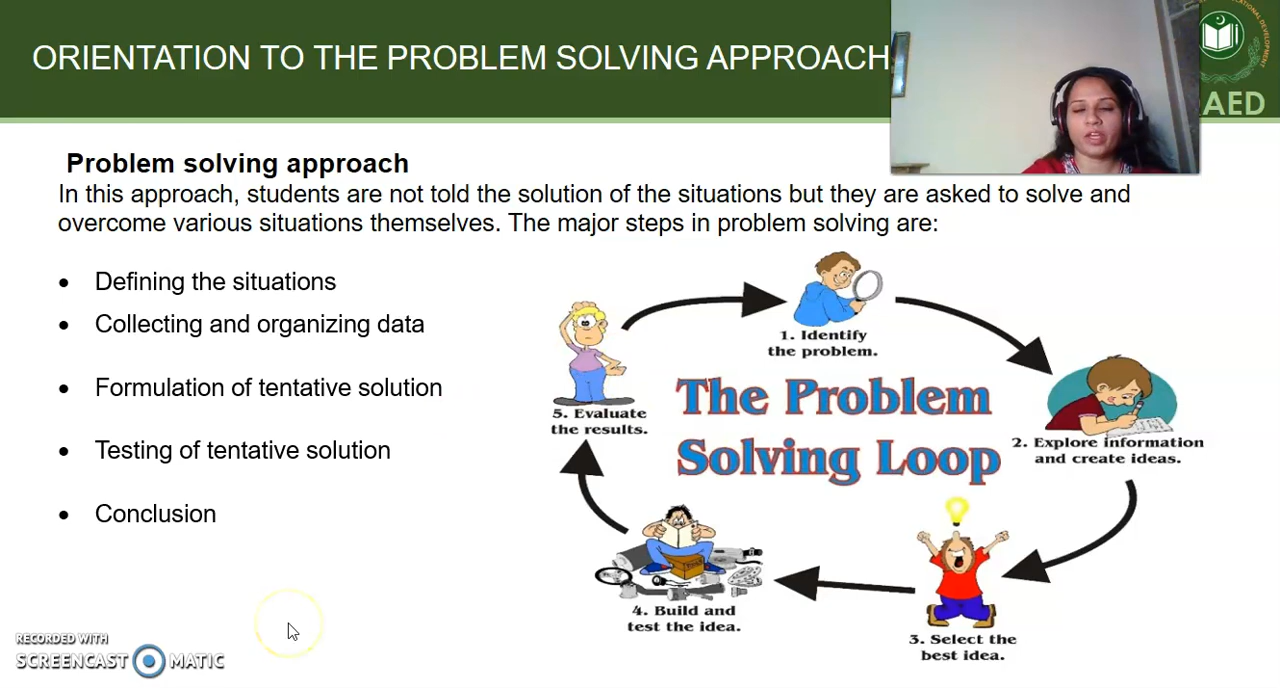 ORIENTATION TO THE PROBLEM SOLVING APPROACH
AED
Problem solving approach
In this approach, students are not told the solution of the situations but they are asked to solve and
overcome various situations themselves. The major steps in problem solving are:
• Defining the situations
• Collecting and organizing data
• Formulation of tentative solution
• Testing of tentative solution
• Conclusion
The Problem
Solving Loop
1. Identify
the problem.
2. Explore information
and create ideas.
3. Select the
best idea.
4. Build and
test the idea.
5. Evaluate
the results.
RECORDED WITH
SCREENCAST MATIC